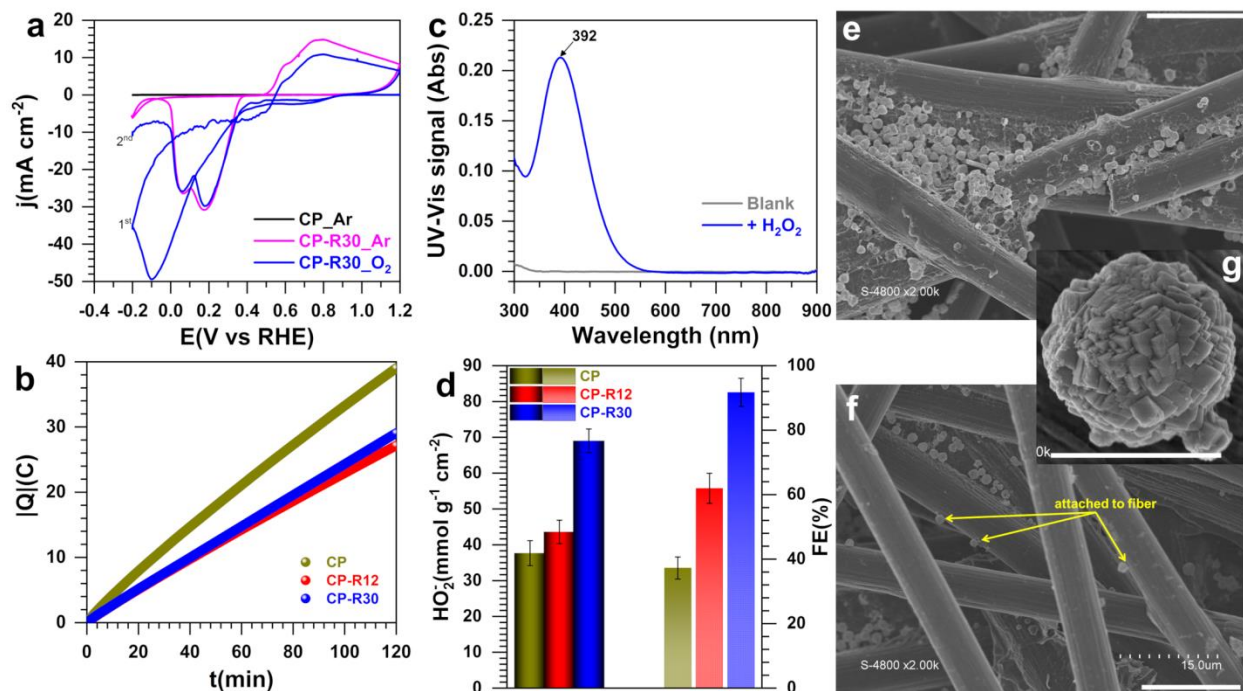 a
20
10
0
-10
-20
-30
-40
-50
j(mA cm⁻²)
2ⁿᵈ
1ˢᵗ
CP_Ar
CP-R30_Ar
CP-R30_O₂
-0.4 -0.2 0.0 0.2 0.4 0.6 0.8 1.0 1.2
E(V vs RHE)
c
392
0.25
0.20
0.15
0.10
0.05
0.00
UV-Vis signal (Abs)
Blank
+ H₂O₂
300 400 500 600 700 800 900
Wavelength (nm)
e
S-4800 x2.00k
b
40
30
20
10
0
|Q|(C)
CP
CP-R12
CP-R30
0 20 40 60 80 100 120
t(min)
d
90
80
70
60
50
40
30
20
10
0
HO₂⁻(mmol g⁻¹ cm⁻²)
CP
CP-R12
CP-R30
100
80
60
40
20
0
FE(%)
g
0k
f
attached to fiber
S-4800 x2.00k
15.0um